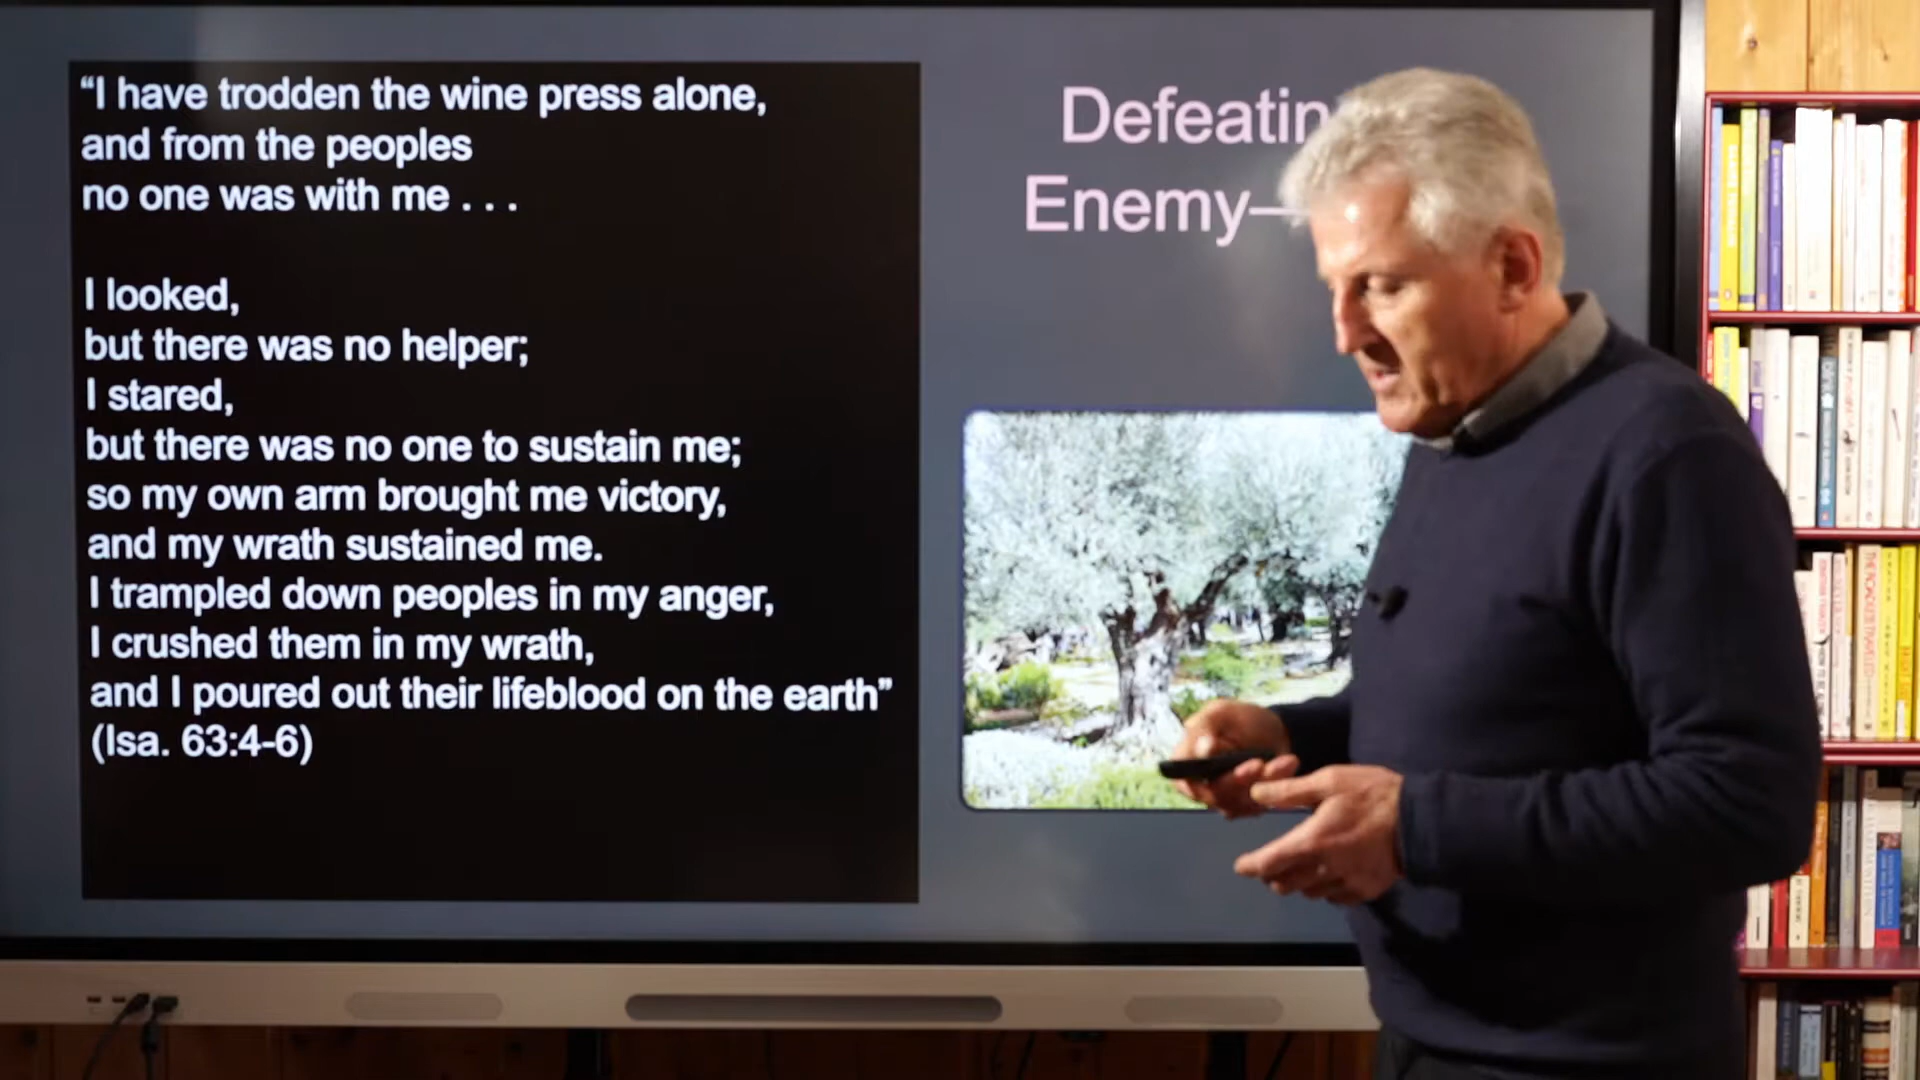 “I have trodden the wine press alone,
and from the peoples
no one was with me . . .
I looked,
but there was no helper;
I stared,
but there was no one to sustain me;
so my own arm brought me victory,
and my wrath sustained me.
I trampled down peoples in my anger,
I crushed them in my wrath,
and I poured out their lifeblood on the earth”
(Isa. 63:4-6)
Defeatin
Enemy—